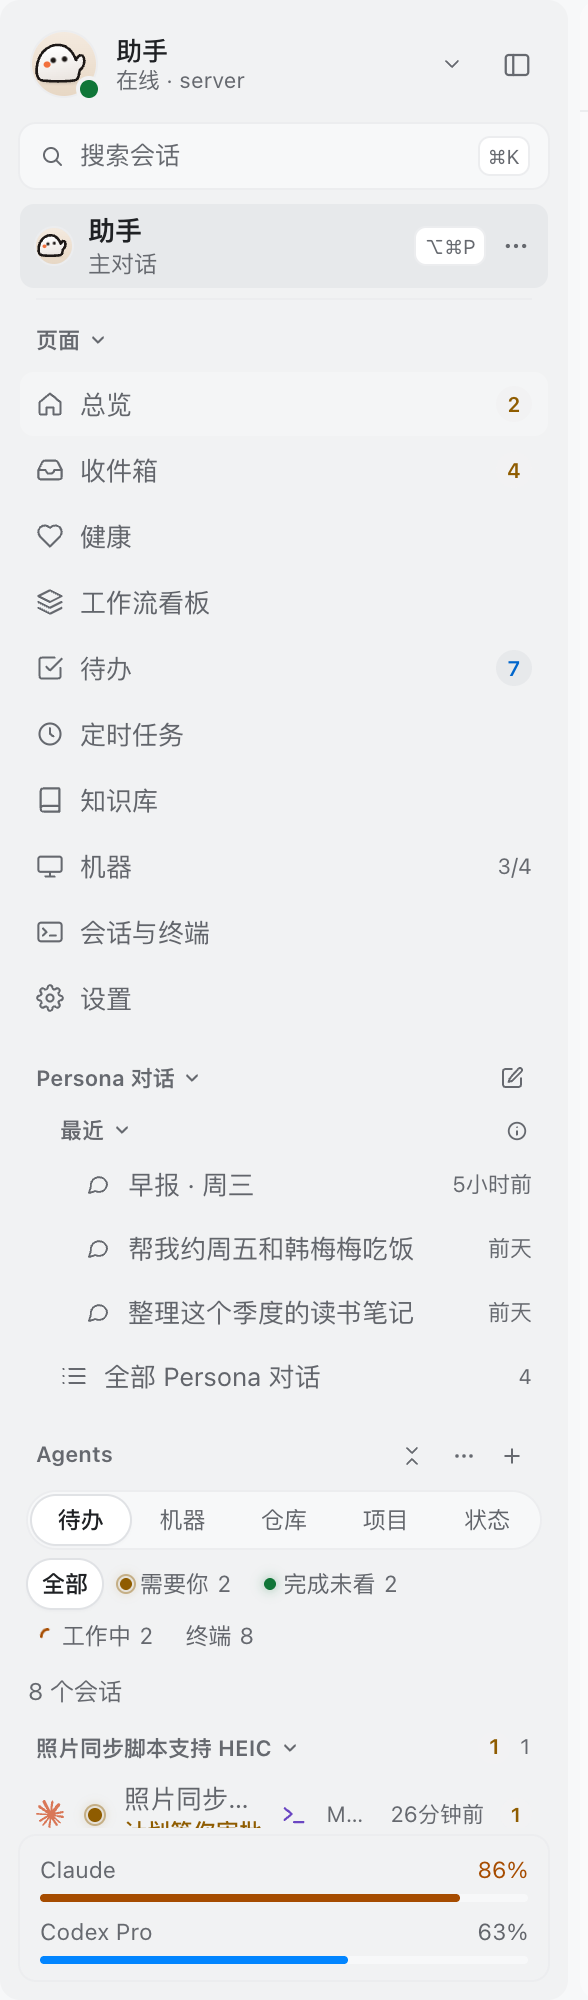 助手
在线 · server
搜索会话 ⌘K
助手
主对话
⌥⌘P
页面
总览 2
收件箱 4
健康
工作流看板
待办 7
定时任务
知识库
机器 3/4
会话与终端
设置
Persona 对话
最近
早报 · 周三 5小时前
帮我约周五和韩梅梅吃饭 前天
整理这个季度的读书笔记 前天
全部 Persona 对话 4
Agents
待办 机器 仓库 项目 状态
全部 需要你 2 完成未看 2
工作中 2 终端 8
8 个会话
照片同步脚本支持 HEIC 1 1
照片同步... M... 26分钟前 1
Claude 86%
Codex Pro 63%